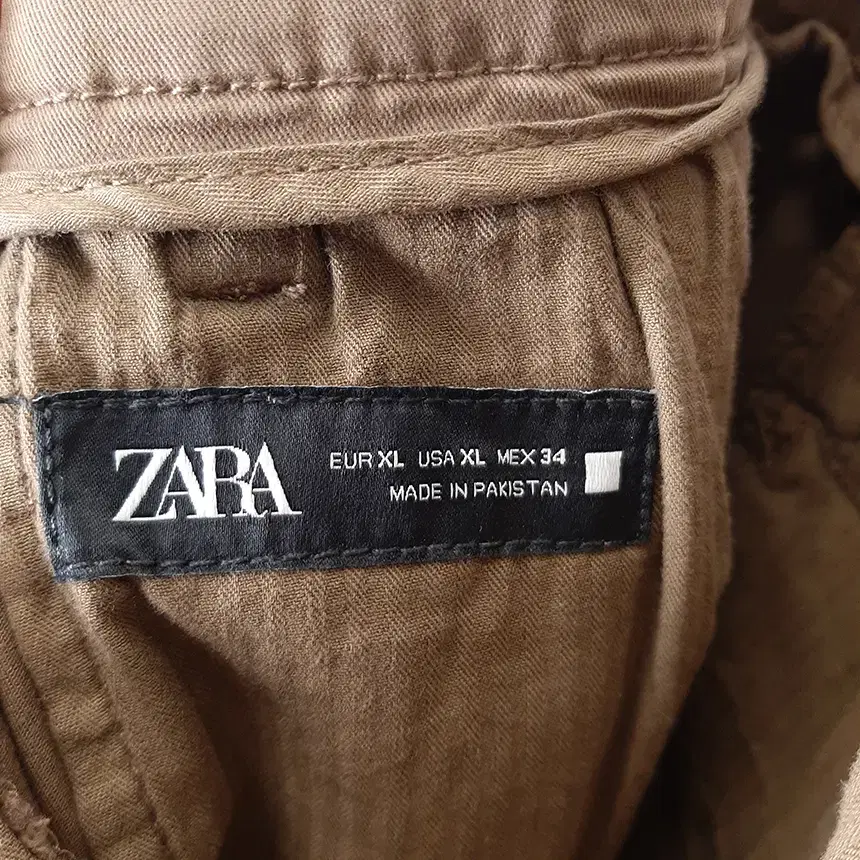 ZARA
EUR XL USA XL MEX 34
MADE IN PAKISTAN